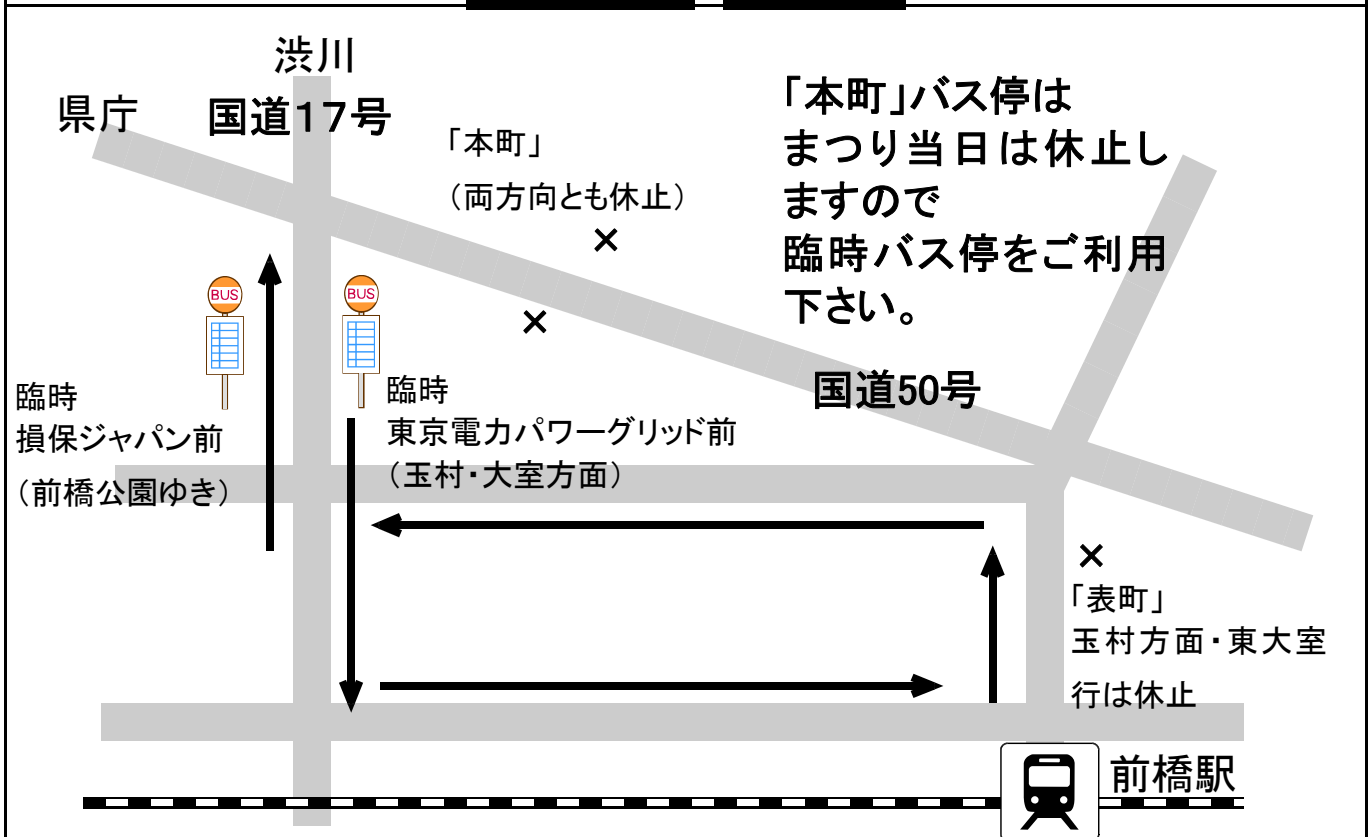 渋川
県庁
国道17号
「本町」
（両方向とも休止）
×
×
「本町」バス停は
まつり当日は休止し
ますので
臨時バス停をご利用
下さい。
BUS
BUS
国道50号
臨時
損保ジャパン前
（前橋公園ゆき）
臨時
東京電力パワーグリッド前
（玉村・大室方面）
×
「表町」
玉村方面・東大室
行は休止
前橋駅